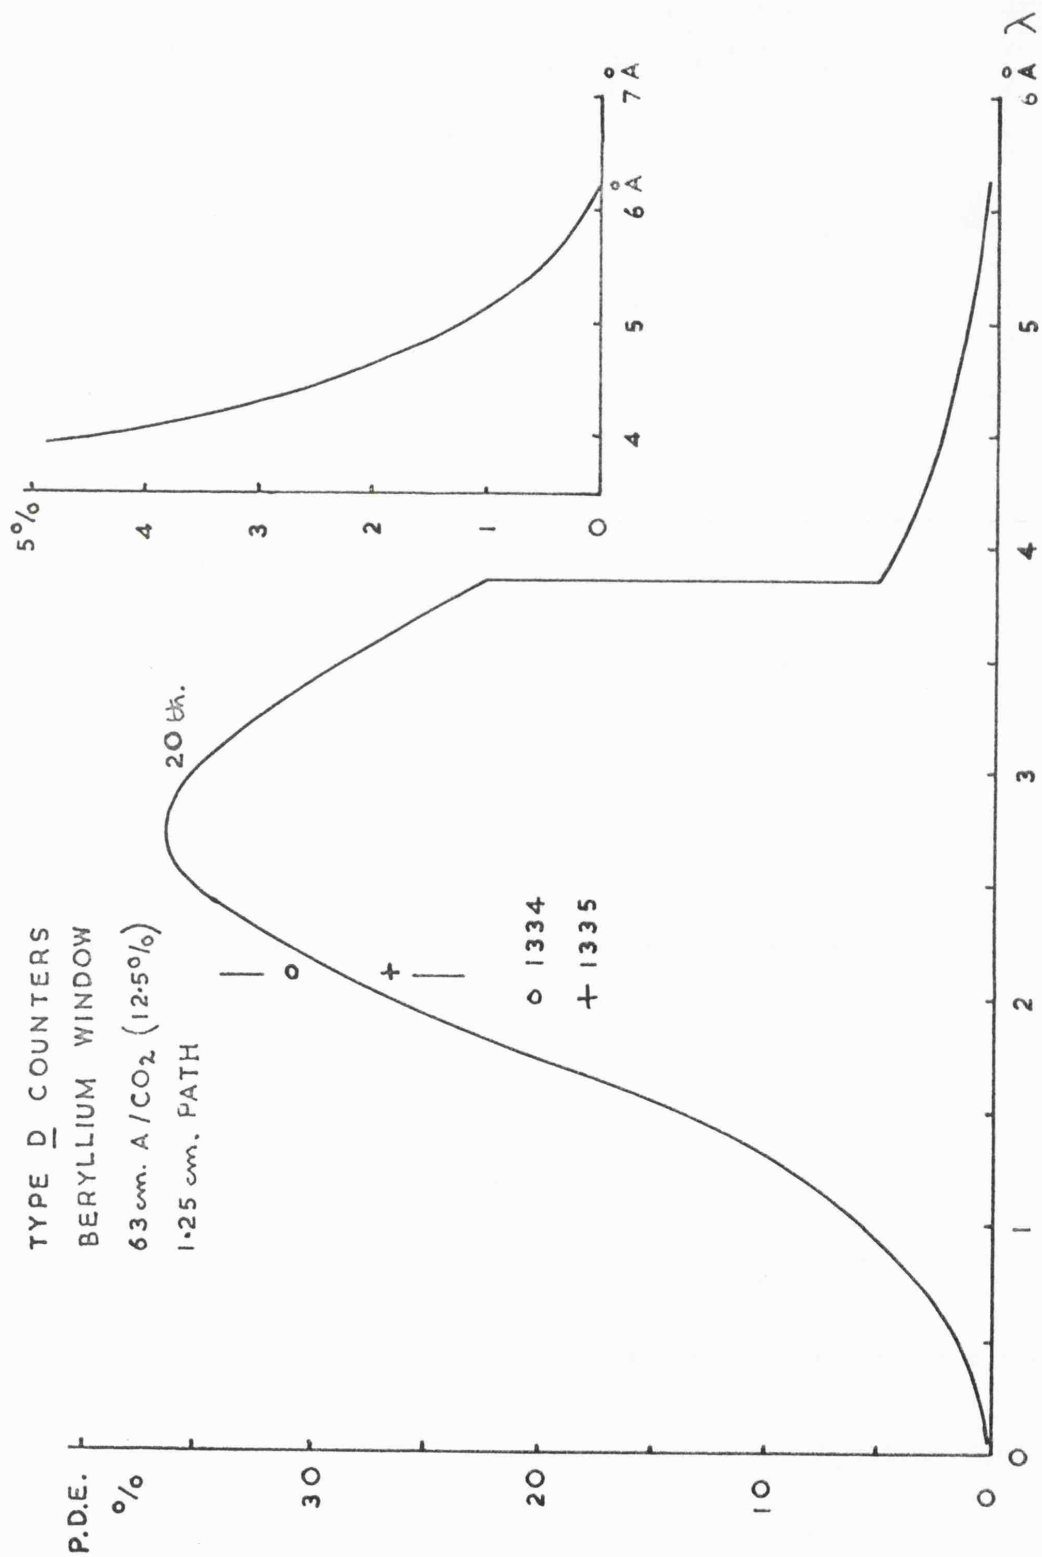 TYPE D COUNTERS
BERYLLIUM WINDOW
63 cm. A/CO2 (12.5%)
1.25 cm. PATH
P.D.E.
%
30
20
10
0
0 1 2 3 4 5 6 Å λ
20 th.
o 1334
+ 1335
5%
4
3
2
1
0
4 5 6 Å 7 Å